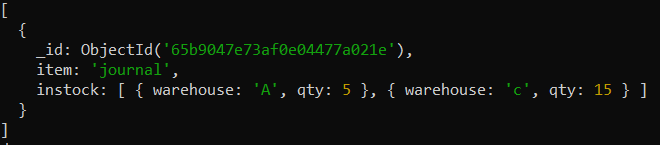 [
  {
    _id: ObjectId('65b9047e73af0e04477a021e'),
    item: 'journal',
    instock: [ { warehouse: 'A', qty: 5 }, { warehouse: 'c', qty: 15 } ]
  }
]